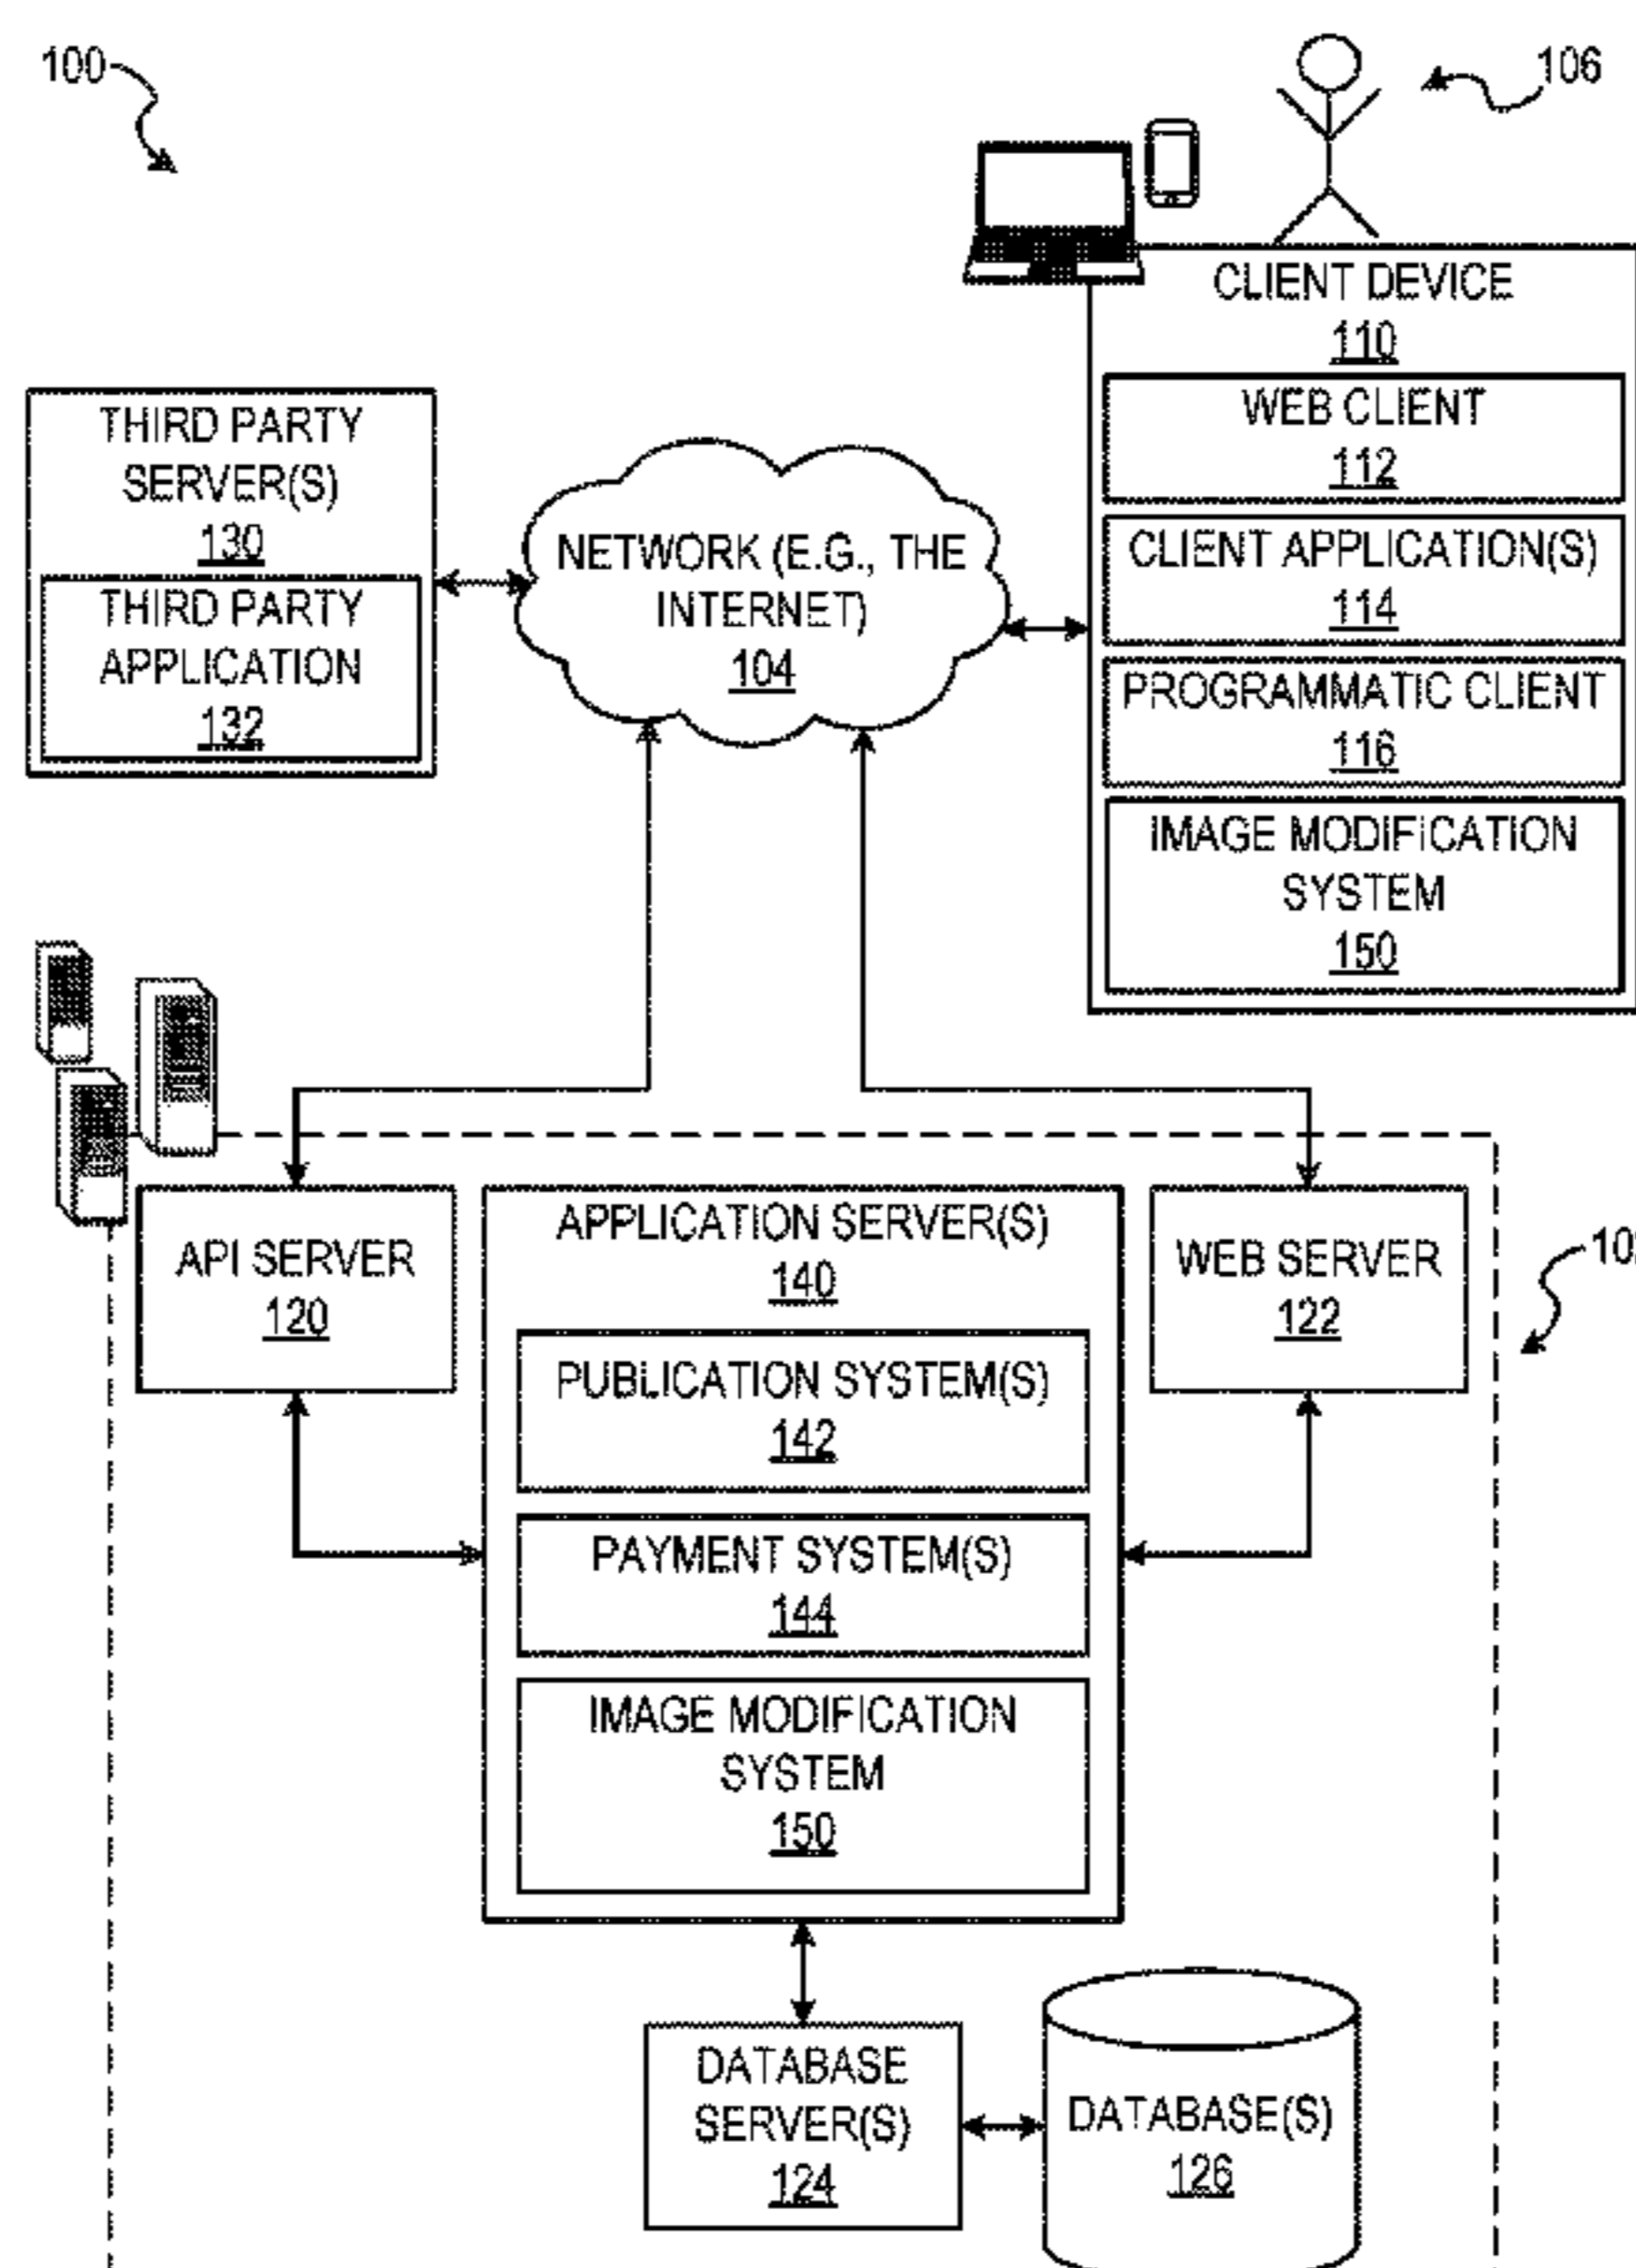 100
106
CLIENT DEVICE
110
WEB CLIENT
112
CLIENT APPLICATION(S)
114
PROGRAMMATIC CLIENT
116
IMAGE MODIFICATION
SYSTEM
150
THIRD PARTY
SERVER(S)
130
THIRD PARTY
APPLICATION
132
NETWORK (E.G., THE
INTERNET)
104
API SERVER
120
APPLICATION SERVER(S)
140
PUBLICATION SYSTEM(S)
142
PAYMENT SYSTEM(S)
144
IMAGE MODIFICATION
SYSTEM
150
WEB SERVER
122
DATABASE
SERVER(S)
124
DATABASE(S)
126